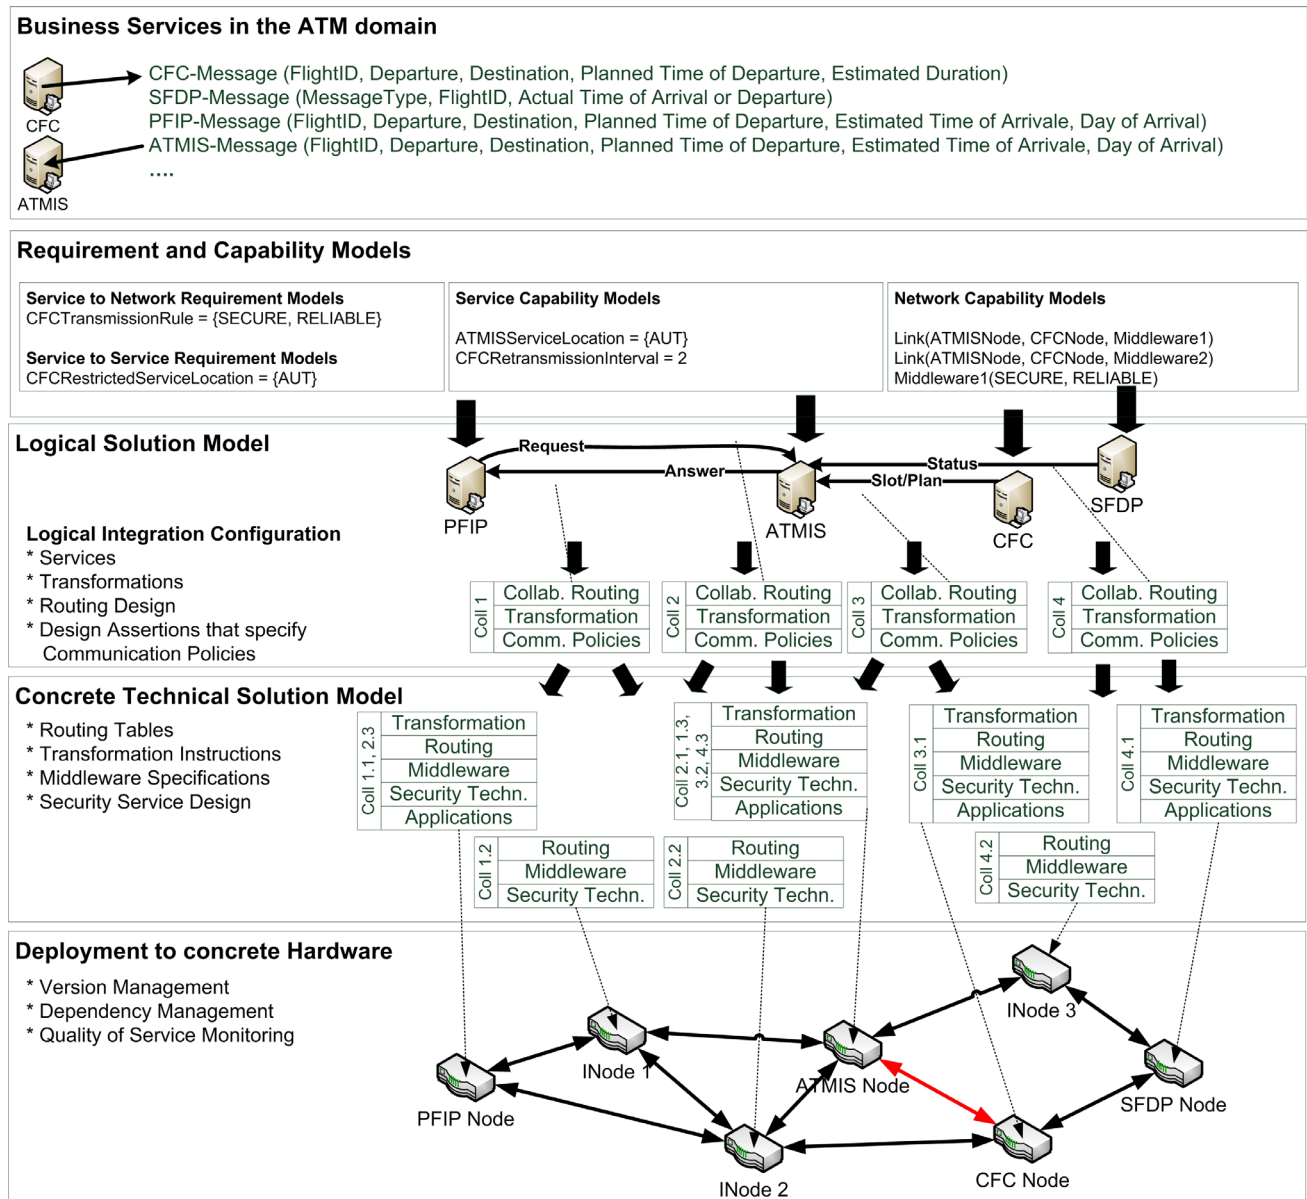 Business Services in the ATM domain
CFC-Message (FlightID, Departure, Destination, Planned Time of Departure, Estimated Duration)
SFDP-Message (MessageType, FlightID, Actual Time of Arrival or Departure)
CFC
PFIP-Message (FlightID, Departure, Destination, Planned Time of Departure, Estimated Time of Arrivale, Day of Arrival)
ATMIS-Message (FlightID, Departure, Destination, Planned Time of Departure, Estimated Time of Arrivale, Day of Arrival)
....
ATMIS
Requirement and Capability Models
Service to Network Requirement Models
CFCTransmissionRule = {SECURE, RELIABLE}
Service to Service Requirement Models
CFCRestrictedServiceLocation = {AUT}
Service Capability Models
ATMISServiceLocation = {AUT}
CFCRetransmissionInterval = 2
Network Capability Models
Link(ATMISNode, CFCNode, Middleware1)
Link(ATMISNode, CFCNode, Middleware2)
Middleware1(SECURE, RELIABLE)
Logical Solution Model
Request
Answer
Status
Slot/Plan
PFIP
ATMIS
CFC
SFDP
Logical Integration Configuration
* Services
* Transformations
* Routing Design
* Design Assertions that specify
Communication Policies
Coll 1
Collab. Routing
Transformation
Comm. Policies
Coll 2
Collab. Routing
Transformation
Comm. Policies
Coll 3
Collab. Routing
Transformation
Comm. Policies
Coll 4
Collab. Routing
Transformation
Comm. Policies
Concrete Technical Solution Model
* Routing Tables
* Transformation Instructions
* Middleware Specifications
* Security Service Design
Coll 1.1, 2.3
Transformation
Routing
Middleware
Security Techn.
Applications
Coll 2.1, 1.3,
3.2, 4.3
Transformation
Routing
Middleware
Security Techn.
Applications
Coll 3.1
Transformation
Routing
Middleware
Security Techn.
Applications
Coll 4.1
Transformation
Routing
Middleware
Security Techn.
Applications
Coll 1.2
Routing
Middleware
Security Techn.
Coll 2.2
Routing
Middleware
Security Techn.
Coll 4.2
Routing
Middleware
Security Techn.
Deployment to concrete Hardware
* Version Management
* Dependency Management
* Quality of Service Monitoring
INode 3
INode 1
ATMIS Node
PFIP Node
SFDP Node
INode 2
CFC Node